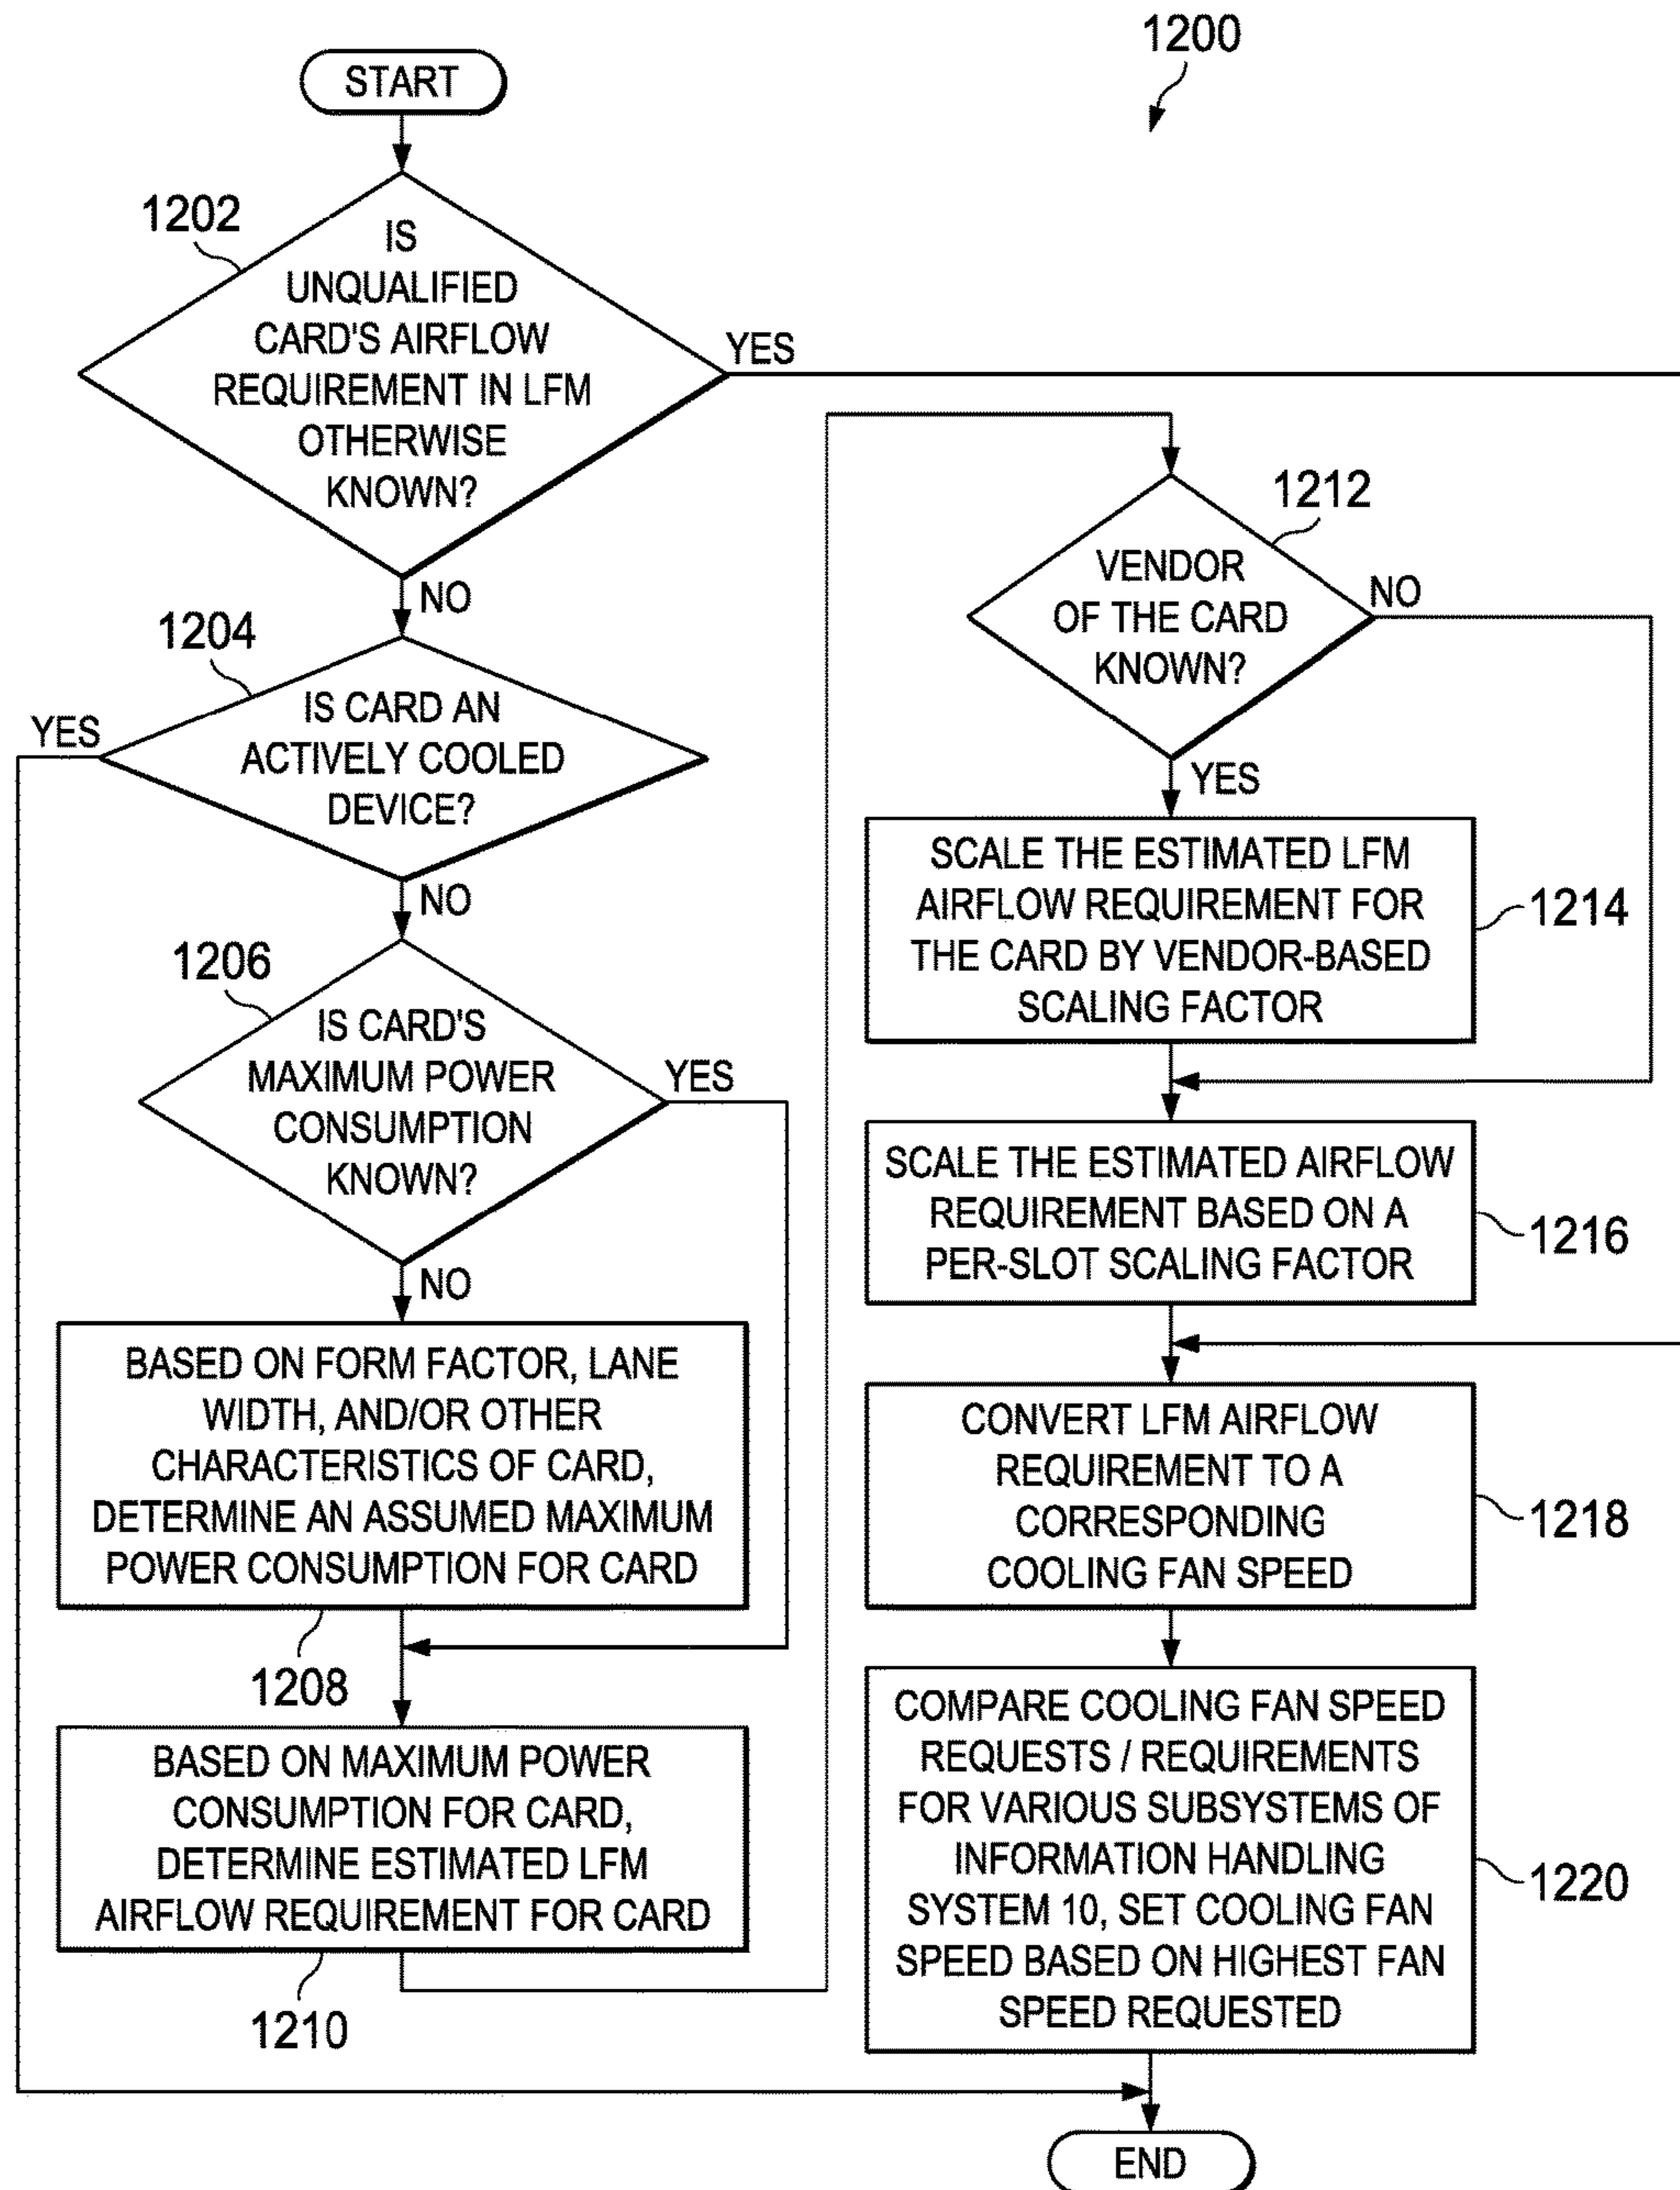 1200
START
1202
IS
UNQUALIFIED
CARD'S AIRFLOW
REQUIREMENT IN LFM
OTHERWISE
KNOWN?
YES
NO
1204
IS CARD AN
ACTIVELY COOLED
DEVICE?
YES
NO
1206
IS CARD'S
MAXIMUM POWER
CONSUMPTION
KNOWN?
YES
NO
BASED ON FORM FACTOR, LANE
WIDTH, AND/OR OTHER
CHARACTERISTICS OF CARD,
DETERMINE AN ASSUMED MAXIMUM
POWER CONSUMPTION FOR CARD
1208
BASED ON MAXIMUM POWER
CONSUMPTION FOR CARD,
DETERMINE ESTIMATED LFM
AIRFLOW REQUIREMENT FOR CARD
1210
1212
VENDOR
OF THE CARD
KNOWN?
NO
YES
SCALE THE ESTIMATED LFM
AIRFLOW REQUIREMENT FOR
THE CARD BY VENDOR-BASED
SCALING FACTOR
1214
SCALE THE ESTIMATED AIRFLOW
REQUIREMENT BASED ON A
PER-SLOT SCALING FACTOR
1216
CONVERT LFM AIRFLOW
REQUIREMENT TO A
CORRESPONDING
COOLING FAN SPEED
1218
COMPARE COOLING FAN SPEED
REQUESTS / REQUIREMENTS
FOR VARIOUS SUBSYSTEMS OF
INFORMATION HANDLING
SYSTEM 10, SET COOLING FAN
SPEED BASED ON HIGHEST FAN
SPEED REQUESTED
1220
END